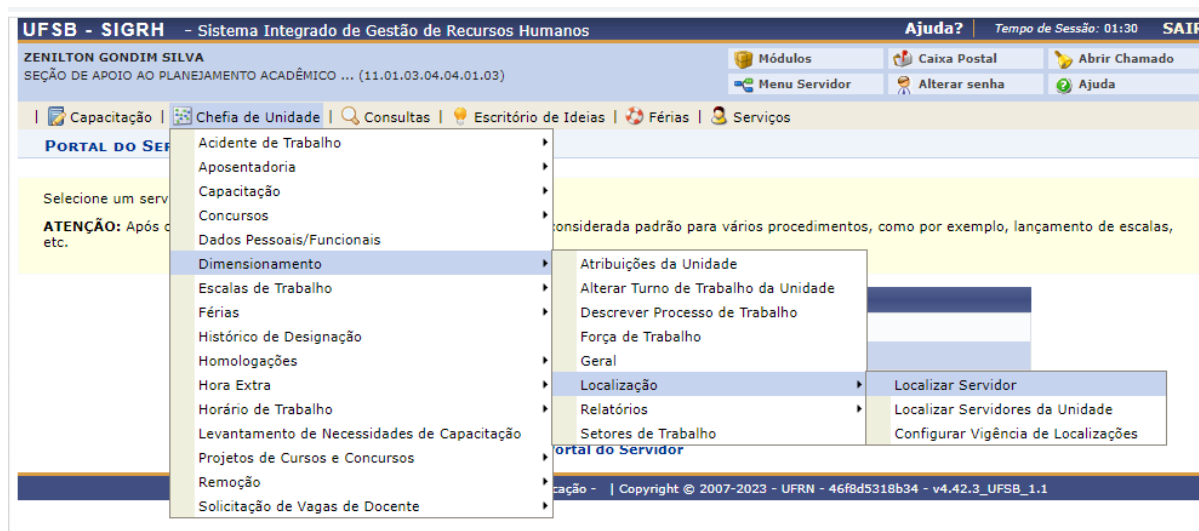 UFSB - SIGRH - Sistema Integrado de Gestão de Recursos Humanos Ajuda? Tempo de Sessão: 01:30 SAIR
ZENILTON GONDIM SILVA
SEÇÃO DE APOIO AO PLANEJAMENTO ACADÊMICO ... (11.01.03.04.04.01.03)
Módulos Caixa Postal Abrir Chamado
Menu Servidor Alterar senha Ajuda
| Capacitação | Chefia de Unidade | Consultas | Escritório de Ideias | Férias | Serviços
PORTAL DO
Selecione um
ATENÇÃO: Após considerada padrão para vários procedimentos, como por exemplo, lançamento de escalas,
etc.
Acidente de Trabalho
Aposentadoria
Capacitação
Concursos
Dados Pessoais/Funcionais
Dimensionamento
Escalas de Trabalho
Férias
Histórico de Designação
Homologações
Hora Extra
Horário de Trabalho
Levantamento de Necessidades de Capacitação
Projetos de Cursos e Concursos
Remoção
Solicitação de Vagas de Docente
Atribuições da Unidade
Alterar Turno de Trabalho da Unidade
Descrever Processo de Trabalho
Força de Trabalho
Geral
Localização
Relatórios
Setores de Trabalho
Localizar Servidor
Localizar Servidores da Unidade
Configurar Vigência de Localizações
ortal do Servidor
cação - | Copyright © 2007-2023 - UFRN - 46f8d5318b34 - v4.42.3_UFSB_1.1